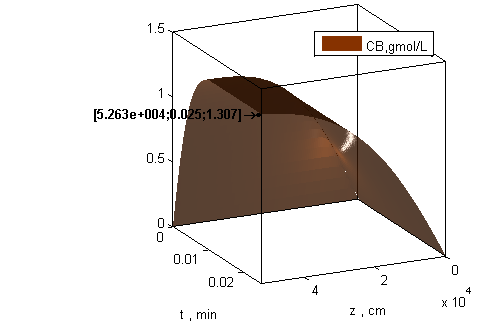 1.5
CB,gmol/L
1
[5.263e+004;0.025;1.307]
0.5
0
0
0.01
0.02
0
2
4
x 10^4
z , cm
t , min